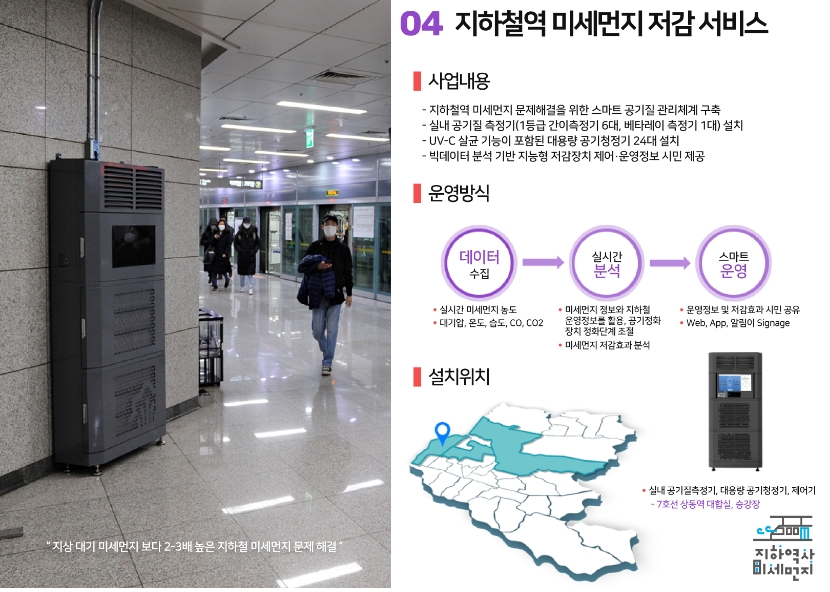 " 지상 대기 미세먼지 보다 2-3배 높은 지하철 미세먼지 문제 해결 "
04 지하철역 미세먼지 저감 서비스
사업내용
- 지하철역 미세먼지 문제해결을 위한 스마트 공기질 관리체계 구축
- 실내 공기질 측정기(1등급 간이측정기 6대, 베타레이 측정기 1대) 설치
- UV-C 살균 기능이 포함된 대용량 공기청정기 24대 설치
- 빅데이터 분석 기반 지능형 저감장치 제어·운영정보 시민 제공
운영방식
데이터
수집
• 실시간 미세먼지 농도
• 대기압, 온도, 습도, CO, CO2
실시간
분석
• 미세먼지 정보와 지하철
운영정보를 활용, 공기정화
장치 정화단계 조절
• 미세먼지 저감효과 분석
스마트
운영
• 운영정보 및 저감효과 시민 공유
• Web, App, 알림이 Signage
설치위치
• 실내 공기질측정기, 대용량 공기청정기, 제어기
- 7호선 상동역 대합실, 승강장
지하역사
미세먼지